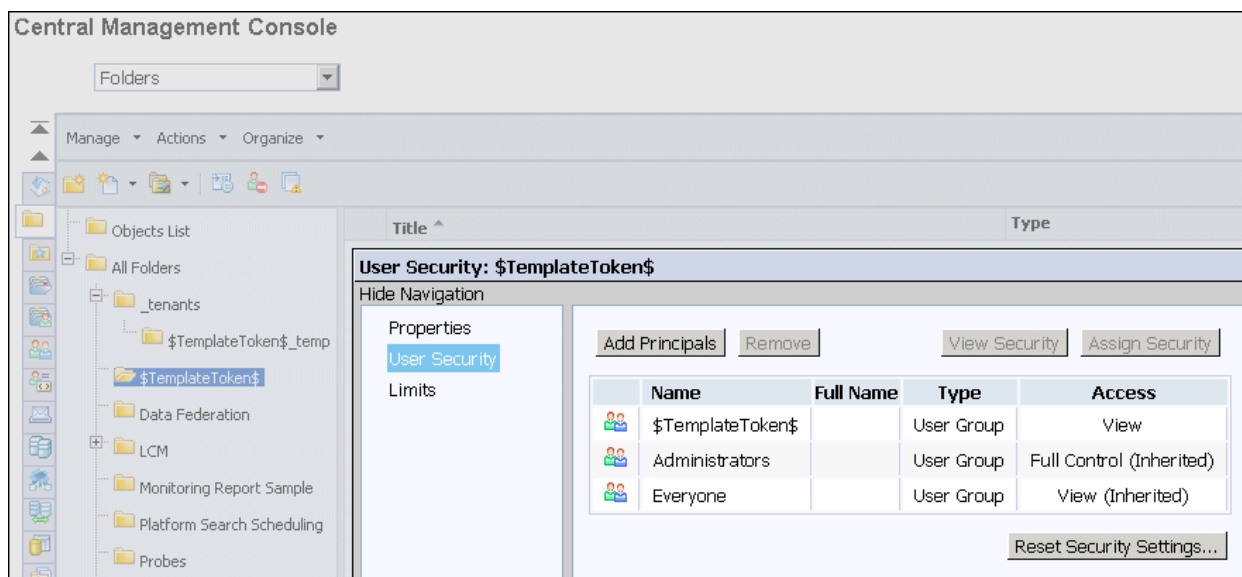 Central Management Console
Folders
Manage Actions Organize
Title Type
Objects List
All Folders
_tenants
$TemplateToken$_temp
$TemplateToken$
Data Federation
LCM
Monitoring Report Sample
Platform Search Scheduling
Probes
User Security: $TemplateToken$
Hide Navigation
Properties
User Security
Limits
Add Principals Remove View Security Assign Security
Name Full Name Type Access
$TemplateToken$ User Group View
Administrators User Group Full Control (Inherited)
Everyone User Group View (Inherited)
Reset Security Settings...